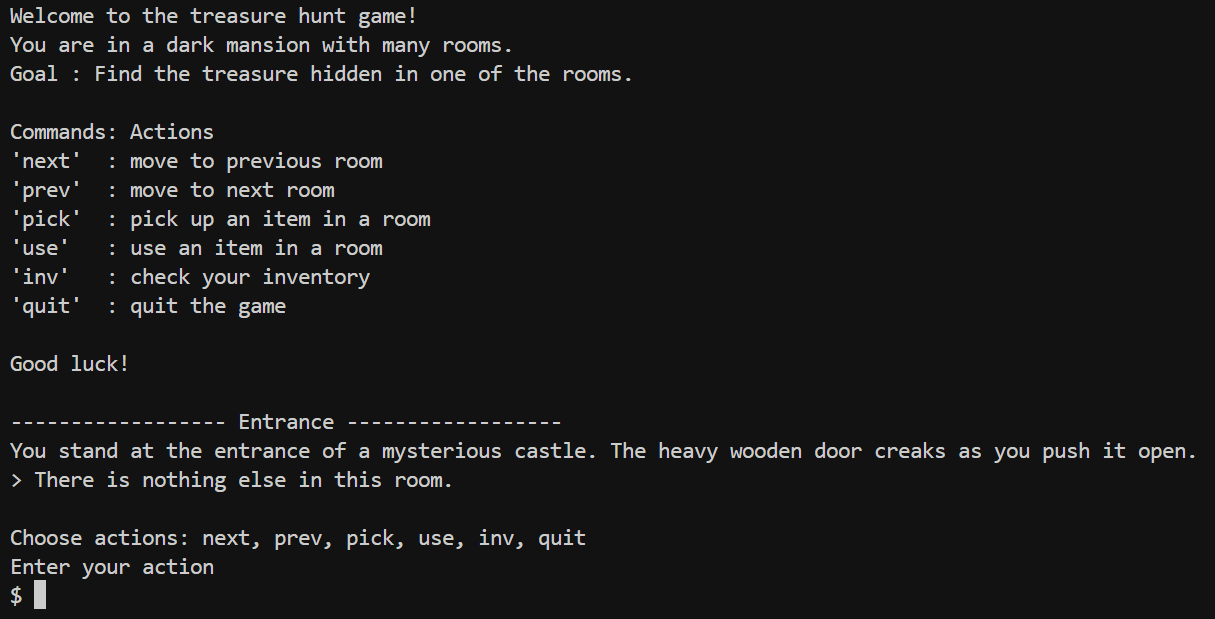 Welcome to the treasure hunt game!
You are in a dark mansion with many rooms.
Goal : Find the treasure hidden in one of the rooms.
Commands: Actions
'next'  : move to previous room
'prev'  : move to next room
'pick'  : pick up an item in a room
'use'   : use an item in a room
'inv'   : check your inventory
'quit'  : quit the game
Good luck!
------------------ Entrance ------------------
You stand at the entrance of a mysterious castle. The heavy wooden door creaks as you push it open.
> There is nothing else in this room.
Choose actions: next, prev, pick, use, inv, quit
Enter your action
$